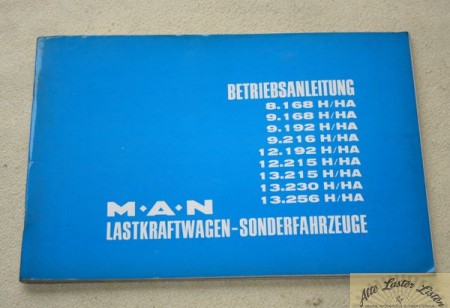 BETRIEBSANLEITUNG
8.168 H/HA
9.168 H/HA
9.192 H/HA
9.216 H/HA
12.192 H/HA
12.215 H/HA
13.215 H/HA
13.230 H/HA
13.256 H/HA
M·A·N
LASTKRAFTWAGEN-SONDERFAHRZEUGE
Alte Laster Listen